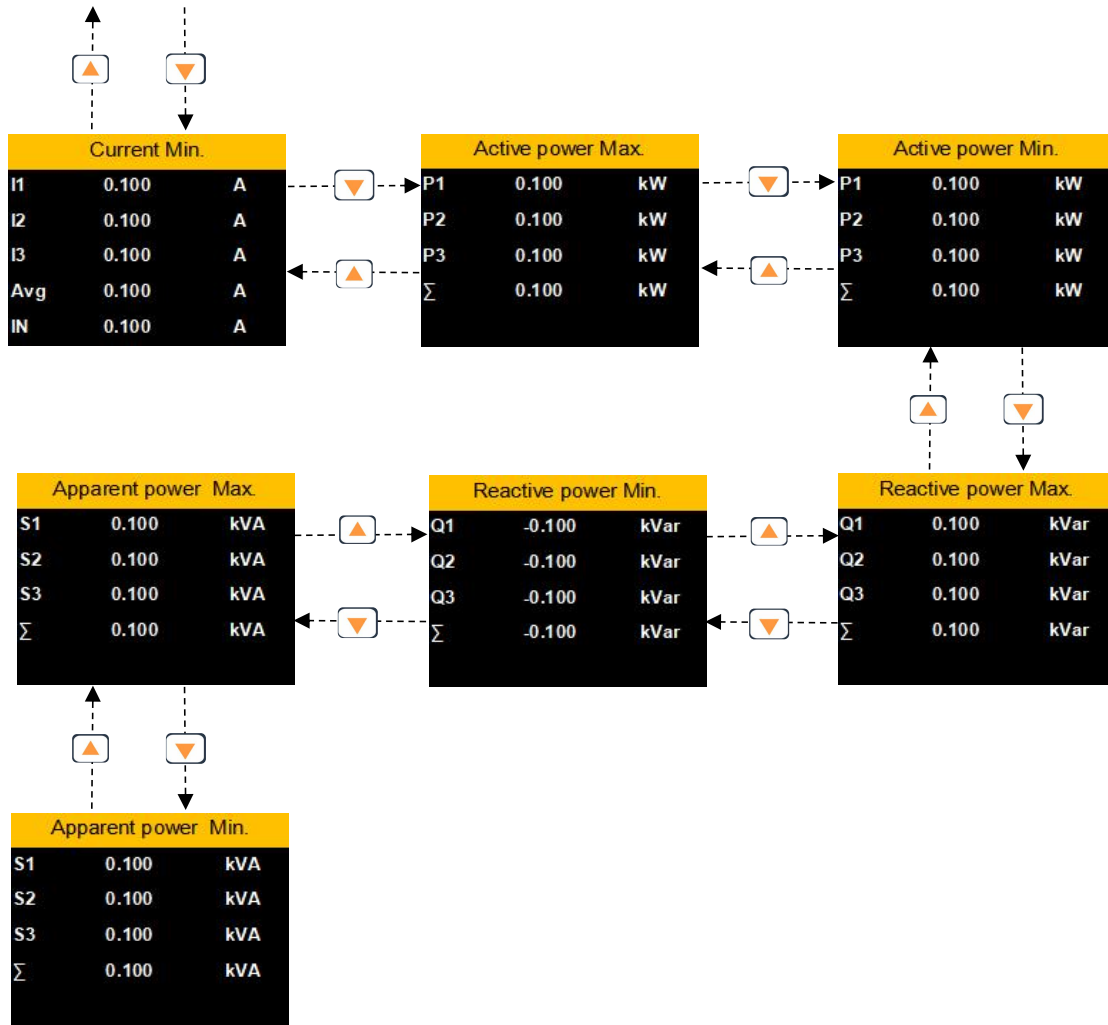 Current Min.
I1 0.100 A
I2 0.100 A
I3 0.100 A
Avg 0.100 A
IN 0.100 A
Active power Max.
P1 0.100 kW
P2 0.100 kW
P3 0.100 kW
∑ 0.100 kW
Active power Min.
P1 0.100 kW
P2 0.100 kW
P3 0.100 kW
∑ 0.100 kW
Apparent power Max.
S1 0.100 kVA
S2 0.100 kVA
S3 0.100 kVA
∑ 0.100 kVA
Reactive power Min.
Q1 -0.100 kVar
Q2 -0.100 kVar
Q3 -0.100 kVar
∑ -0.100 kVar
Reactive power Max.
Q1 0.100 kVar
Q2 0.100 kVar
Q3 0.100 kVar
∑ 0.100 kVar
Apparent power Min.
S1 0.100 kVA
S2 0.100 kVA
S3 0.100 kVA
∑ 0.100 kVA